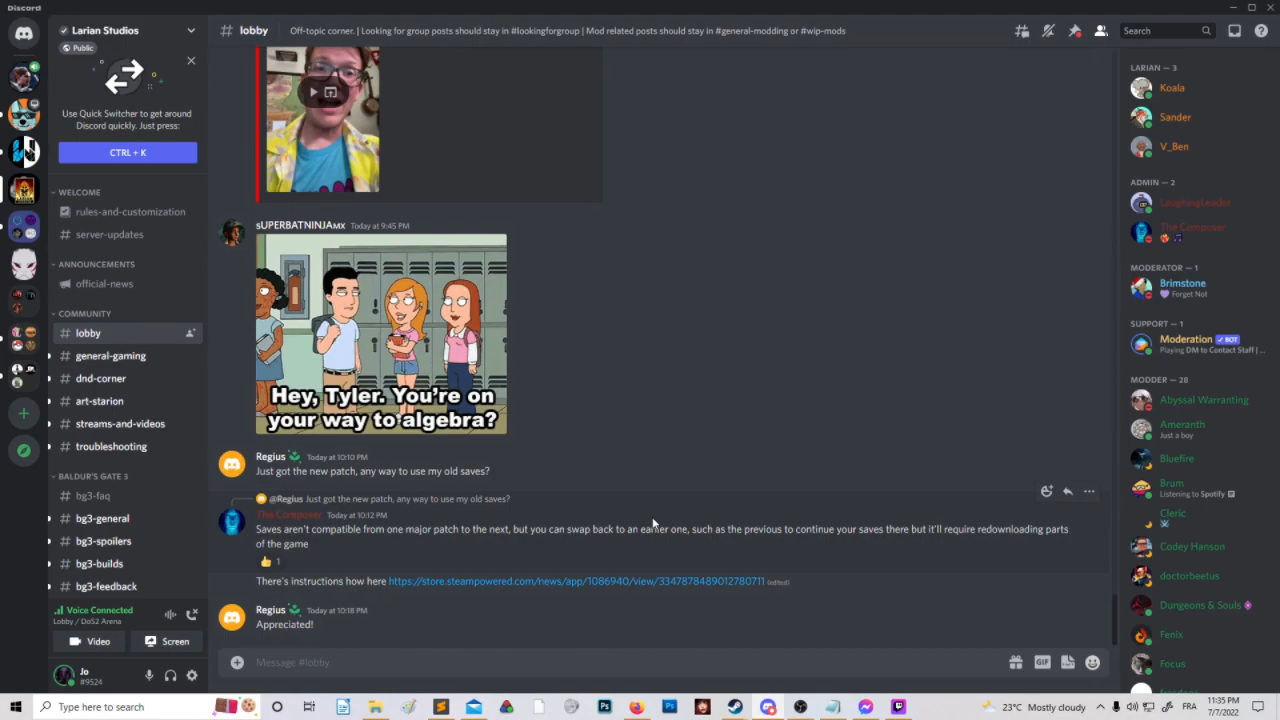 Discord
Larian Studios
Public
Use Quick Switcher to get around
Discord quickly. Just press:
CTRL + K
WELCOME
rules-and-customization
server-updates
ANNOUNCEMENTS
official-news
COMMUNITY
# lobby
# general-gaming
# dnd-corner
# art-starion
# streams-and-videos
# troubleshooting
BALDUR'S GATE 3
# bg3-faq
# bg3-general
# bg3-spoilers
# bg3-builds
# bg3-feedback
Voice Connected
Lobby / DoS2 Arena
Video
Screen
Jo
#9524
# lobby
Off-topic corner. | Looking for group posts should stay in #lookingforgroup | Mod related posts should stay in #general-modding or #wip-mods
Search
sUPERBATNINJAMX Today at 9:45 PM
Hey, Tyler. You're on
your way to algebra?
Regius Today at 10:10 PM
Just got the new patch, any way to use my old saves?
@Regius Just got the new patch, any way to use my old saves?
The Composer Today at 10:12 PM
Saves aren't compatible from one major patch to the next, but you can swap back to an earlier one, such as the previous to continue your saves there but it'll require redownloading parts
of the game
1
There's instructions how here https://store.steampowered.com/news/app/1086940/view/3347878489012780711 (edited)
Regius Today at 10:18 PM
Appreciated!
Message #lobby
GIF
LARIAN — 3
Koala
Sander
V_Ben
ADMIN — 2
LaughingLeader
The Composer
MODERATOR — 1
Brimstone
Forget Not
SUPPORT — 1
Moderation BOT
Playing DM to Contact Staff | ...
MODDER — 28
Abyssal Warranting
Ameranth
Just a boy
Bluefire
Brum
Listening to Spotify
Cleric
Codey Hanson
doctorbeetus
Dungeons & Souls
Fenix
Focus
Type here to search
Ps
23°C Mostly cloudy
FRA
11:35 PM
7/7/2022